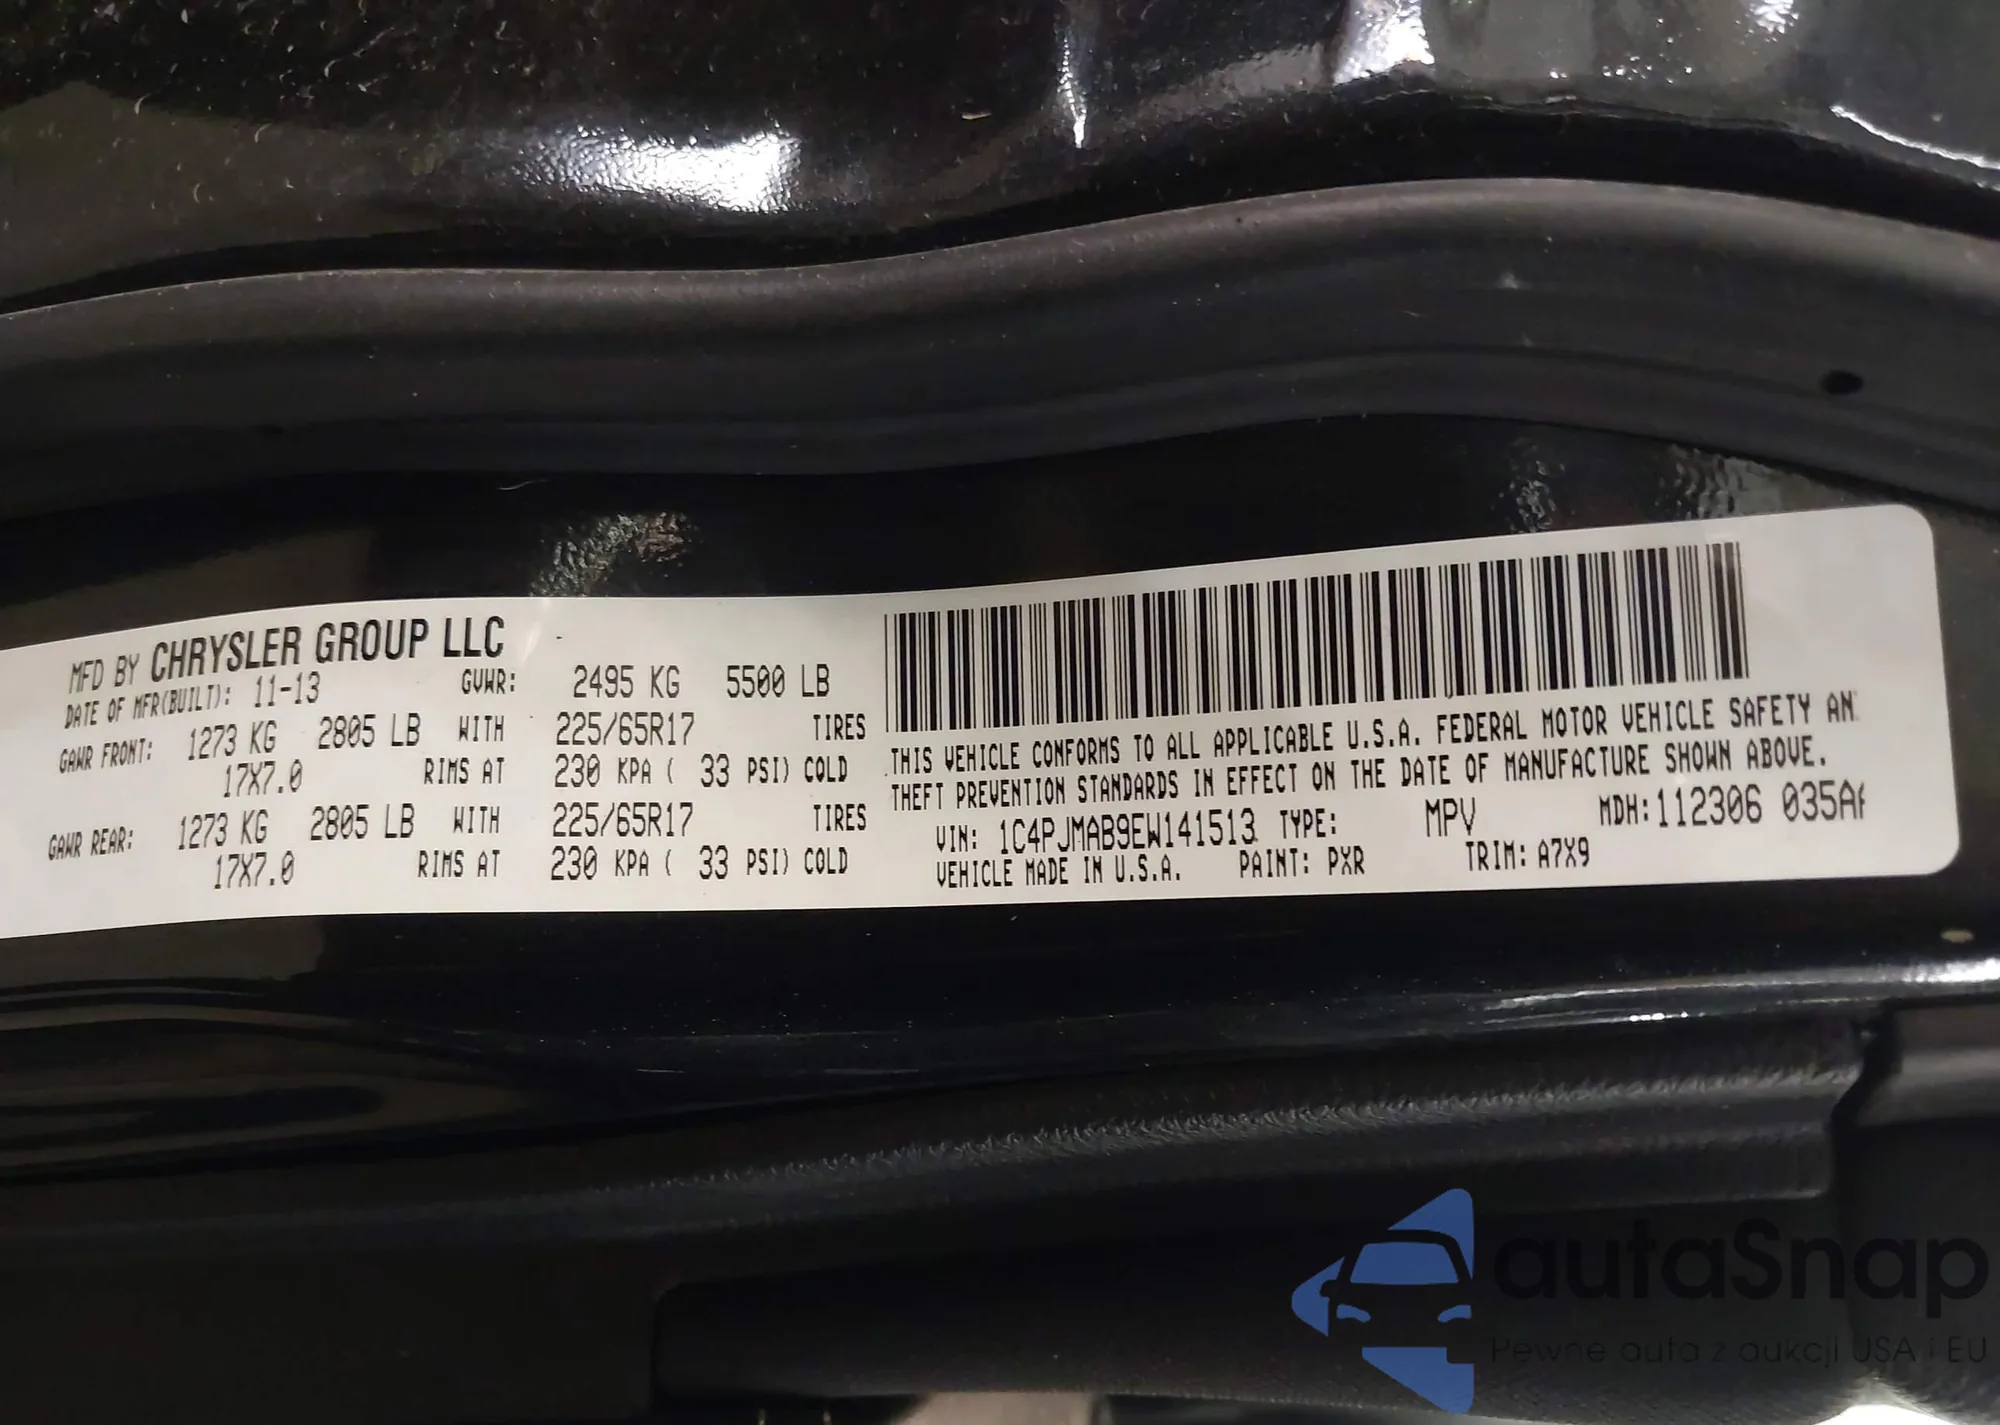 MFD BY CHRYSLER GROUP LLC
DATE OF MFR(BUILT): 11-13 GVWR: 2495 KG 5500 LB
GAWR FRONT: 1273 KG 2805 LB WITH 225/65R17 TIRES
17X7.0 RIMS AT 230 KPA ( 33 PSI) COLD
GAWR REAR: 1273 KG 2805 LB WITH 225/65R17 TIRES
17X7.0 RIMS AT 230 KPA ( 33 PSI) COLD
THIS VEHICLE CONFORMS TO ALL APPLICABLE U.S.A. FEDERAL MOTOR VEHICLE SAFETY AN
THEFT PREVENTION STANDARDS IN EFFECT ON THE DATE OF MANUFACTURE SHOWN ABOVE.
VIN: 1C4PJMAB9EW141513 TYPE: MPV MDH:112306 035
VEHICLE MADE IN U.S.A. PAINT: PXR TRIM: A7X9
autaSnap
Pewne auta z aukcji USA i EU